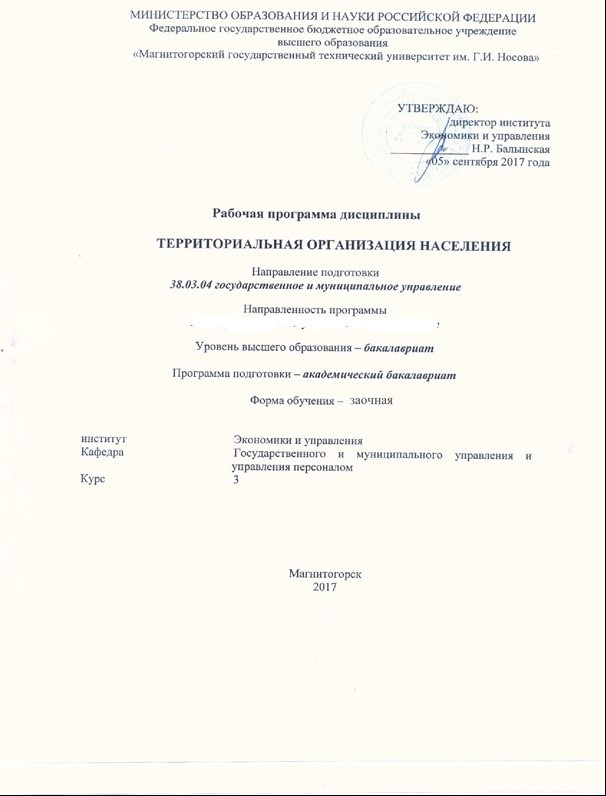 МИНИСТЕРСТВО ОБРАЗОВАНИЯ И НАУКИ РОССИЙСКОЙ ФЕДЕРАЦИИ
Федеральное государственное бюджетное образовательное учреждение
высшего образования
«Магнитогорский государственный технический университет им. Г.И. Носова»
УТВЕРЖДАЮ:
директор института
Экономики и управления
Н.Р. Балынская
«05» сентября 2017 года
Рабочая программа дисциплины
ТЕРРИТОРИАЛЬНАЯ ОРГАНИЗАЦИЯ НАСЕЛЕНИЯ
Направление подготовки
38.03.04 государственное и муниципальное управление
Направленность программы
Уровень высшего образования – бакалавриат
Программа подготовки – академический бакалавриат
Форма обучения – заочная
институт Экономики и управления
Кафедра Государственного и муниципального управления и
управления персоналом
Курс 3
Магнитогорск
2017